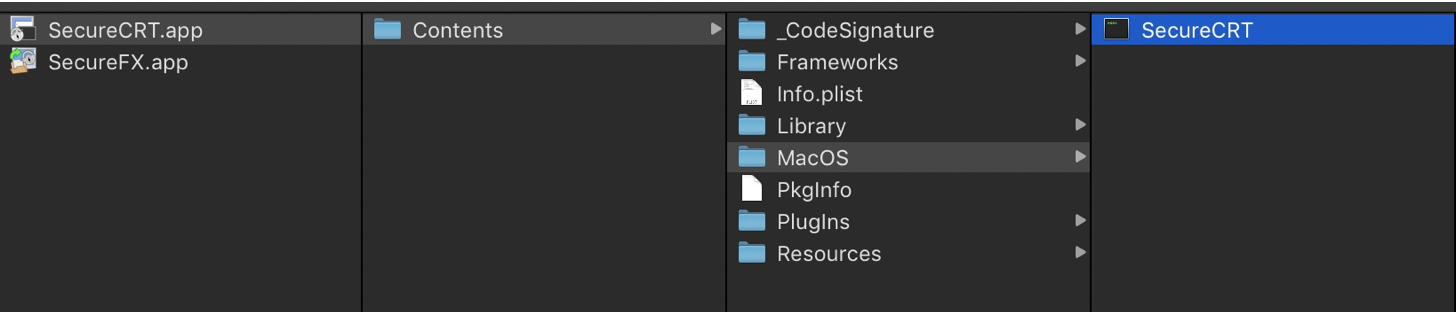 SecureCRT.app
SecureFX.app
Contents
_CodeSignature
Frameworks
Info.plist
Library
MacOS
PkgInfo
PlugIns
Resources
SecureCRT